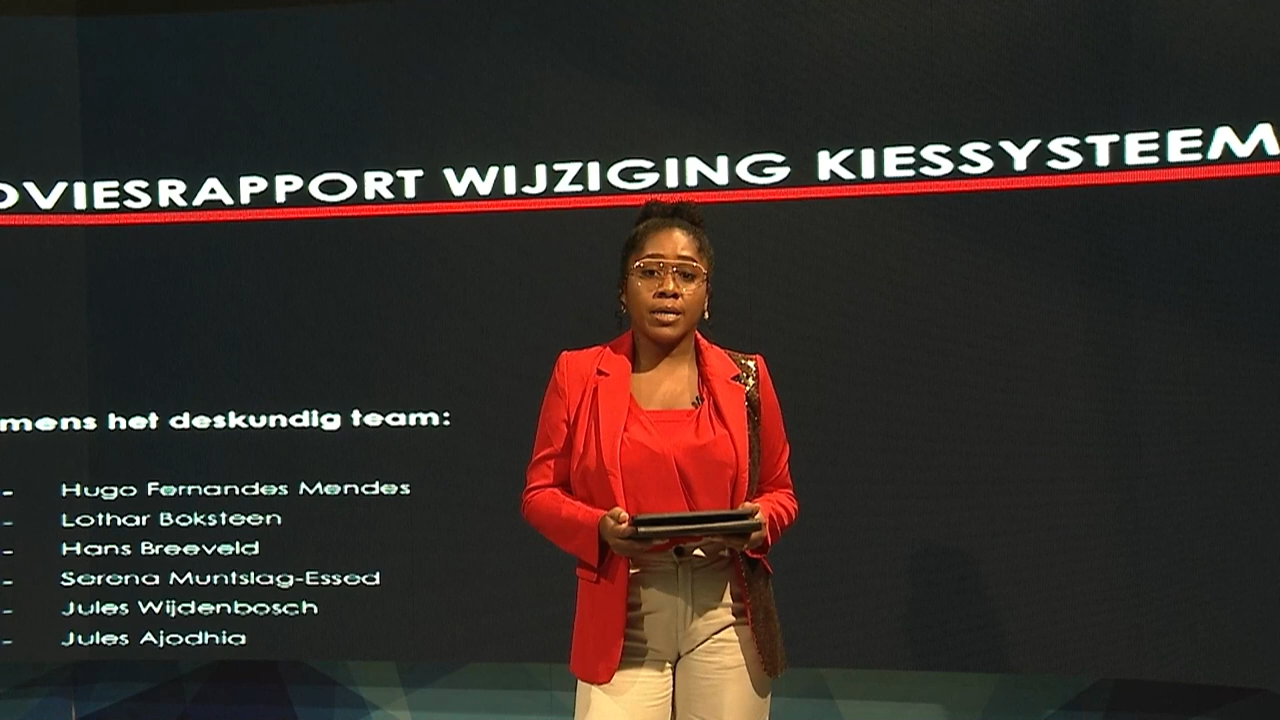 DVIESRAPPORT WIJZIGING KIESSYSTEEM
mens het deskundig team:
- Hugo Fernandes Mendes
- Lothar Boksteen
- Hans Breeveld
- Serena Muntslag-Essed
- Jules Wijdenbosch
- Jules Ajodhia